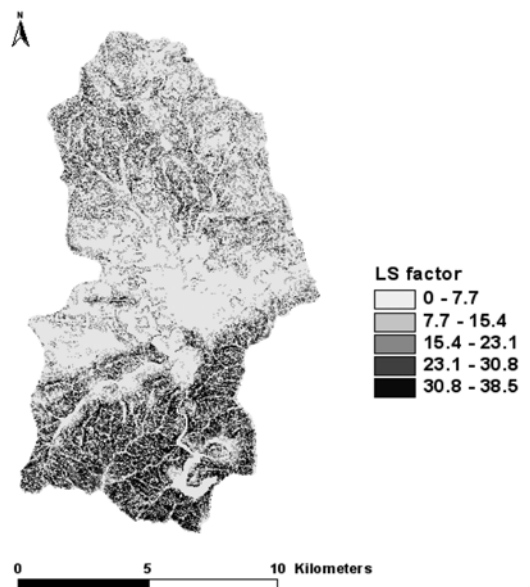 N
LS factor
0 - 7.7
7.7 - 15.4
15.4 - 23.1
23.1 - 30.8
30.8 - 38.5
0 5 10 Kilometers